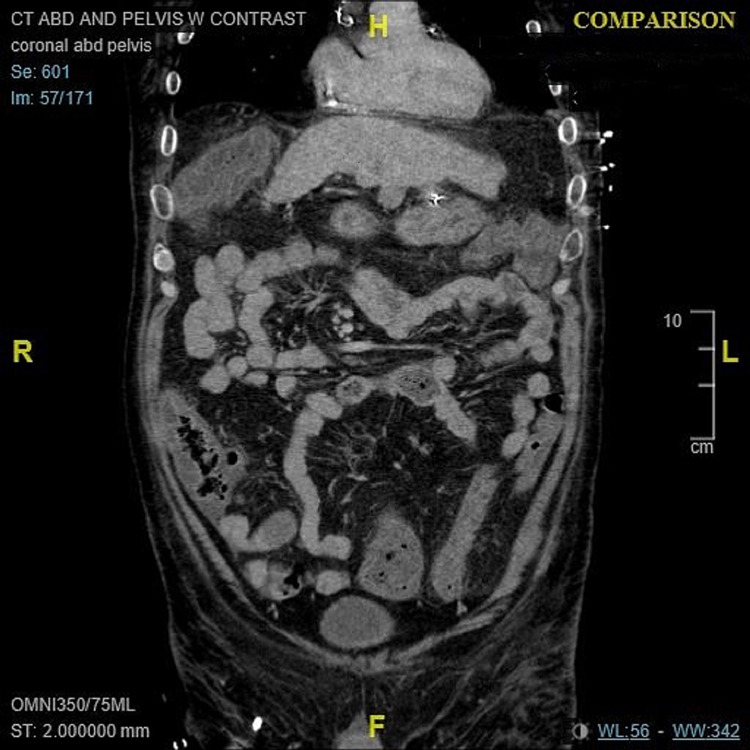 CT ABD AND PELVIS W CONTRAST
coronal abd pelvis
Se: 601
Im: 57/171
H
COMPARISON
R
L
10
cm
OMNI350/75ML
ST: 2.000000 mm
F
WL:56 - WW:342